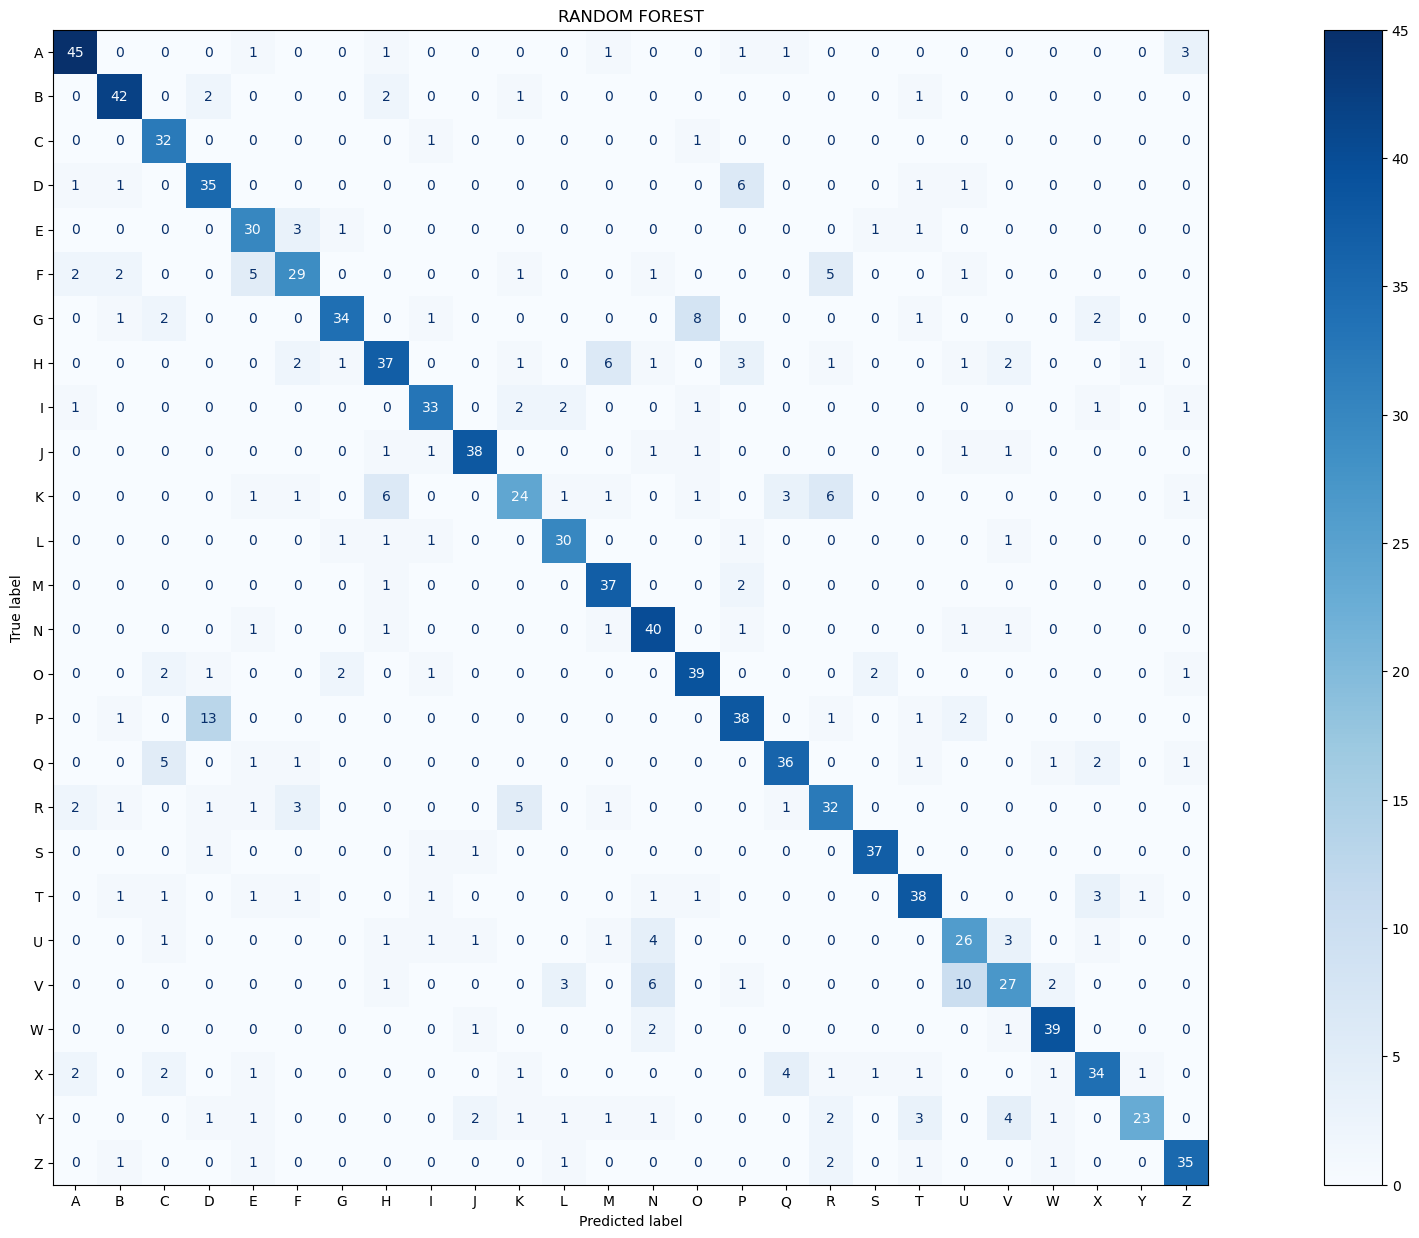 RANDOM FOREST
True label
A 45 0 0 0 1 0 0 1 0 0 0 0 1 0 0 1 1 0 0 0 0 0 0 0 0 3
B 0 42 0 2 0 0 0 2 0 0 1 0 0 0 0 0 0 0 0 1 0 0 0 0 0 0
C 0 0 32 0 0 0 0 0 1 0 0 0 0 0 1 0 0 0 0 0 0 0 0 0 0 0
D 1 1 0 35 0 0 0 0 0 0 0 0 0 0 0 6 0 0 0 1 1 0 0 0 0 0
E 0 0 0 0 30 3 1 0 0 0 0 0 0 0 0 0 0 0 1 1 0 0 0 0 0 0
F 2 2 0 0 5 29 0 0 0 0 1 0 0 1 0 0 0 5 0 0 1 0 0 0 0 0
G 0 1 2 0 0 0 34 0 1 0 0 0 0 0 8 0 0 0 0 1 0 0 0 2 0 0
H 0 0 0 0 0 2 1 37 0 0 1 0 6 1 0 3 0 1 0 0 1 2 0 0 1 0
I 1 0 0 0 0 0 0 0 33 0 2 2 0 0 1 0 0 0 0 0 0 0 0 1 0 1
J 0 0 0 0 0 0 0 1 1 38 0 0 0 1 1 0 0 0 0 0 1 1 0 0 0 0
K 0 0 0 0 1 1 0 6 0 0 24 1 1 0 1 0 3 6 0 0 0 0 0 0 0 1
L 0 0 0 0 0 0 1 1 1 0 0 30 0 0 0 1 0 0 0 0 0 1 0 0 0 0
M 0 0 0 0 0 0 0 1 0 0 0 0 37 0 0 2 0 0 0 0 0 0 0 0 0 0
N 0 0 0 0 1 0 0 1 0 0 0 0 1 40 0 1 0 0 0 0 1 1 0 0 0 0
O 0 0 2 1 0 0 2 0 1 0 0 0 0 0 39 0 0 0 2 0 0 0 0 0 0 1
P 0 1 0 13 0 0 0 0 0 0 0 0 0 0 0 38 0 1 0 1 2 0 0 0 0 0
Q 0 0 5 0 1 1 0 0 0 0 0 0 0 0 0 0 36 0 0 1 0 0 1 2 0 1
R 2 1 0 1 1 3 0 0 0 0 5 0 1 0 0 0 1 32 0 0 0 0 0 0 0 0
S 0 0 0 1 0 0 0 0 1 1 0 0 0 0 0 0 0 0 37 0 0 0 0 0 0 0
T 0 1 1 0 1 1 0 0 1 0 0 0 0 1 1 0 0 0 0 38 0 0 0 3 1 0
U 0 0 1 0 0 0 0 1 1 1 0 0 1 4 0 0 0 0 0 0 26 3 0 1 0 0
V 0 0 0 0 0 0 0 1 0 0 0 3 0 6 0 1 0 0 0 0 10 27 2 0 0 0
W 0 0 0 0 0 0 0 0 0 1 0 0 0 2 0 0 0 0 0 0 0 1 39 0 0 0
X 2 0 2 0 1 0 0 0 0 0 1 0 0 0 0 0 4 1 1 1 0 0 1 34 1 0
Y 0 0 0 1 1 0 0 0 0 2 1 1 1 1 0 0 0 2 0 3 0 4 1 0 23 0
Z 0 1 0 0 1 0 0 0 0 0 0 1 0 0 0 0 0 2 0 1 0 0 1 0 0 35
A B C D E F G H I J K L M N O P Q R S T U V W X Y Z
Predicted label
45
40
35
30
25
20
15
10
5
0